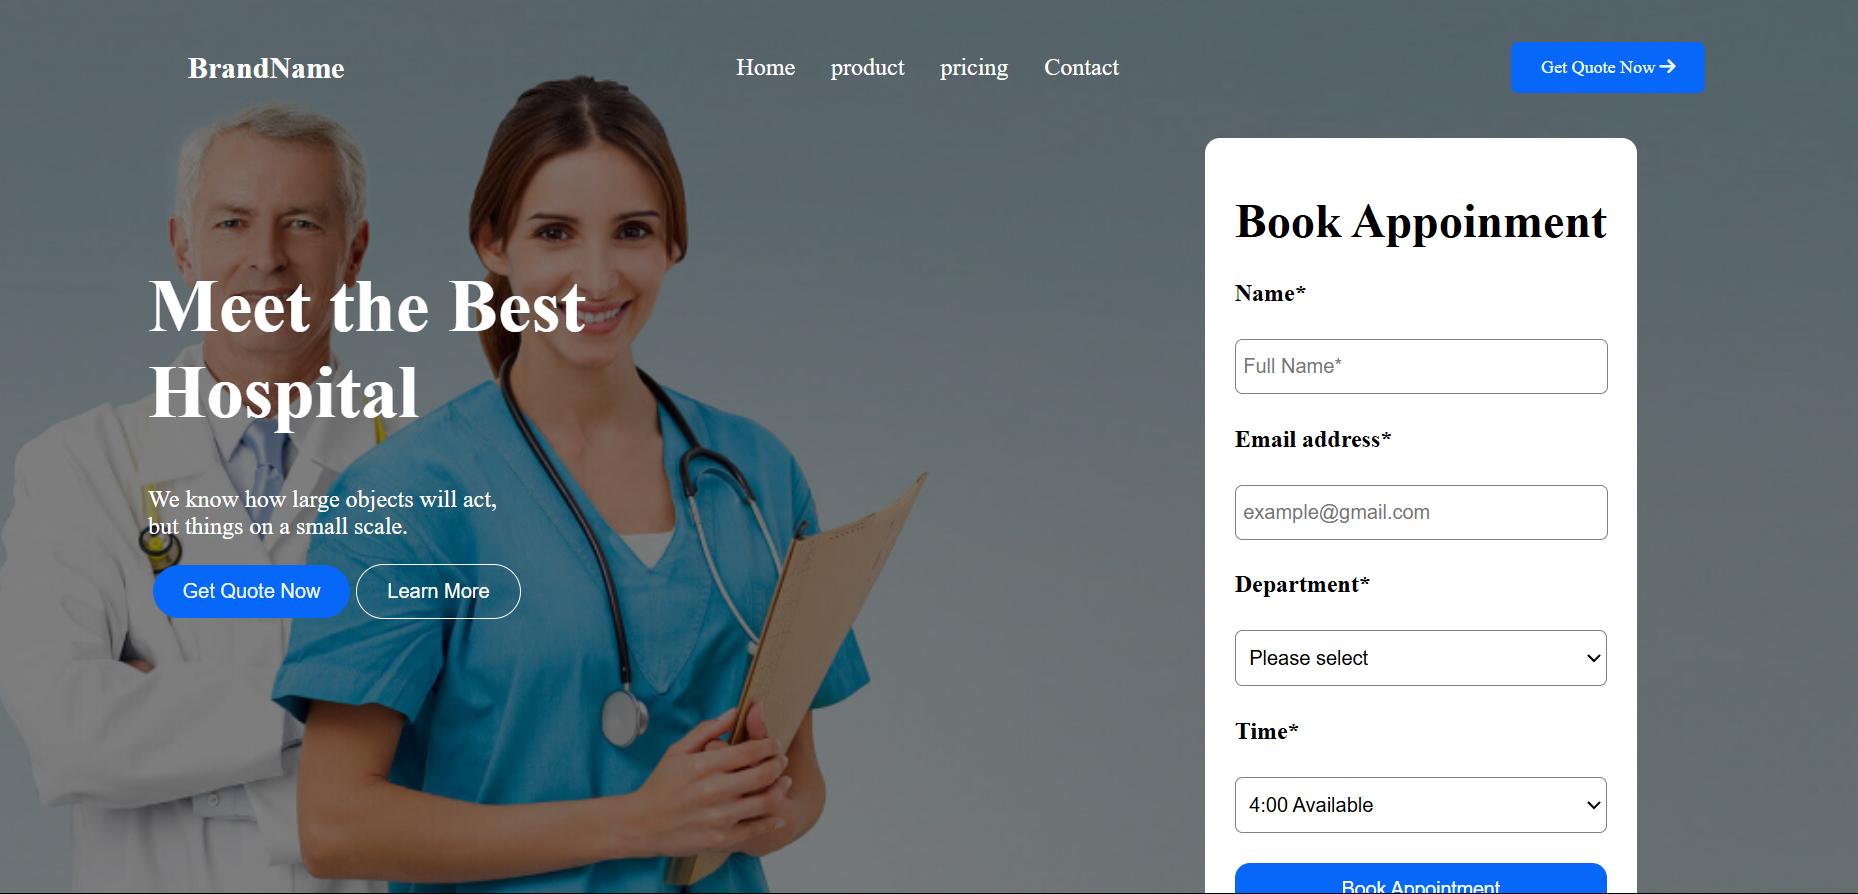 BrandName
Home product pricing Contact
Get Quote Now
Meet the Best
Hospital
We know how large objects will act,
but things on a small scale.
Get Quote Now
Learn More
Book Appoinment
Name*
Full Name*
Email address*
example@gmail.com
Department*
Please select
Time*
4:00 Available
Book Appointment